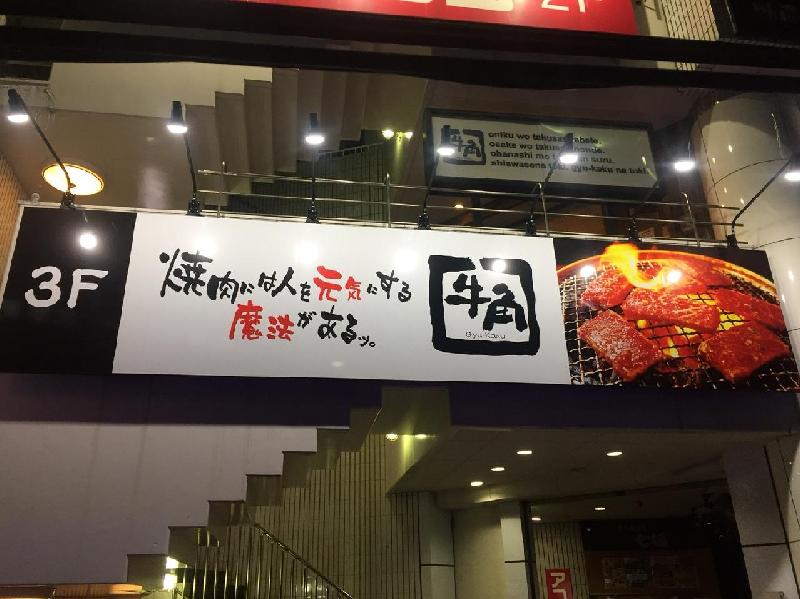 牛角
oniku wo takusan tabete.
osake wo takusan nonde.
ohanashi mo takusan suru.
shiawasena toki, gyu-kaku na toki.
3F
焼肉には人を元気にする
魔法があるッ。
牛角
Gyu-Kaku